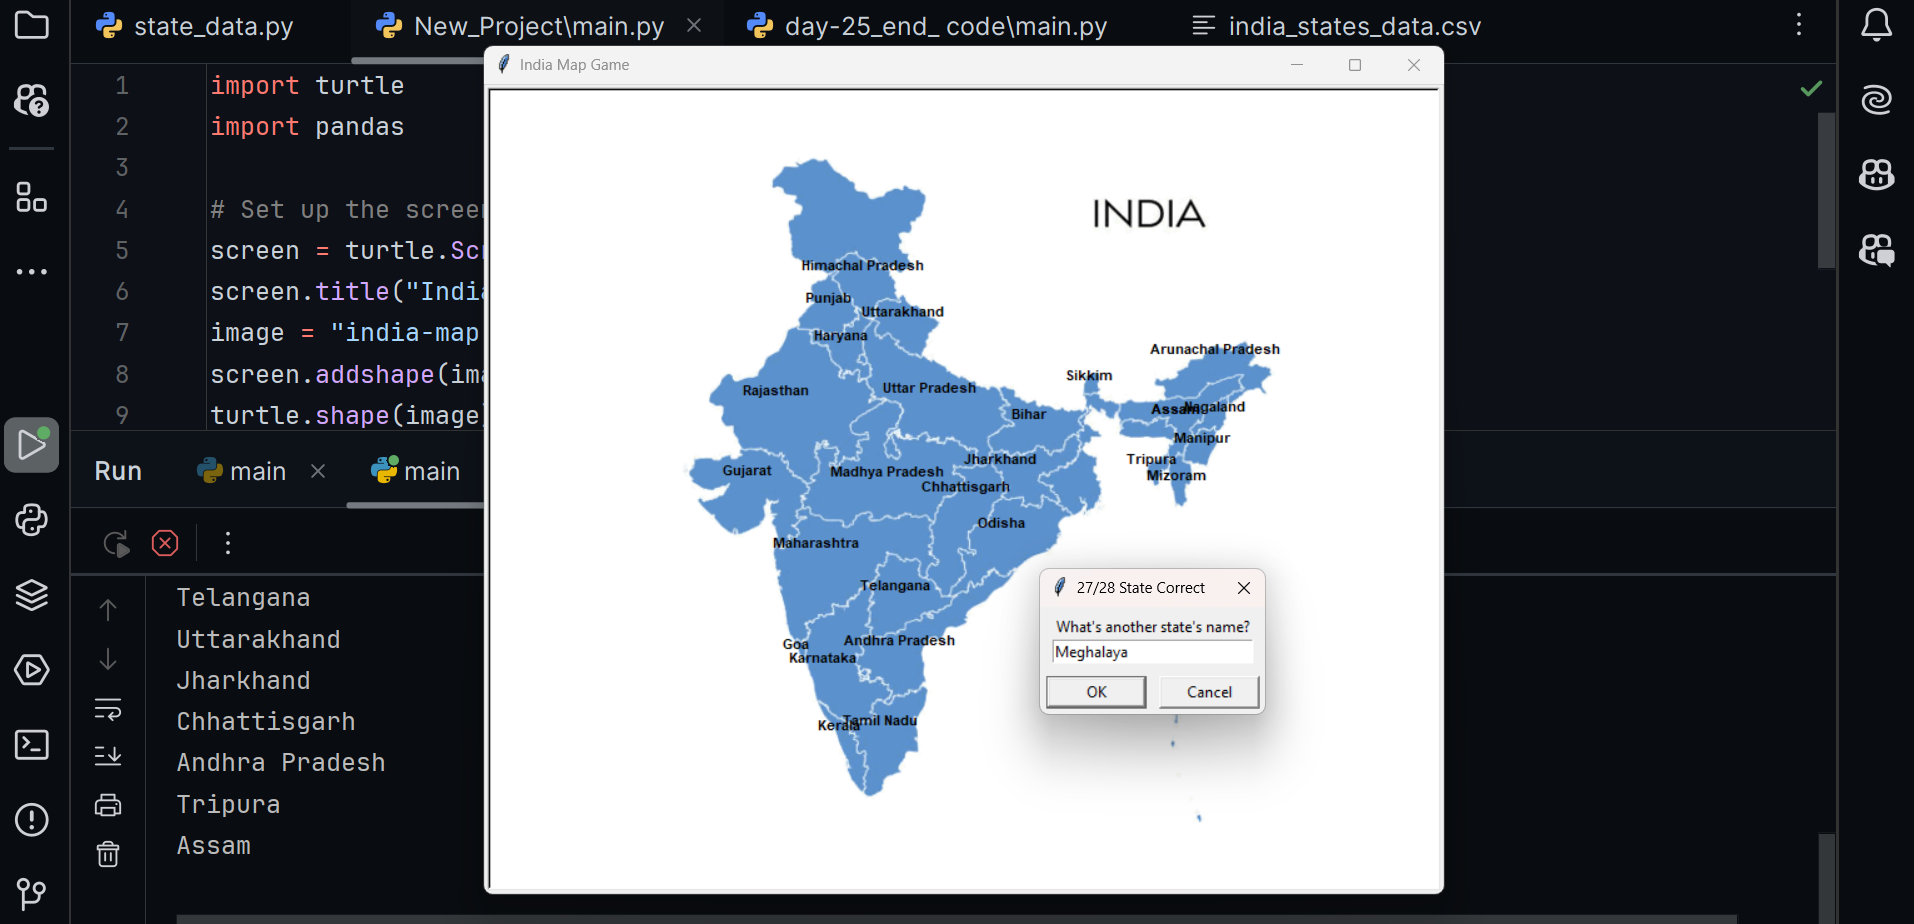 state_data.py
New_Project\main.py
day-25_end_ code\main.py
india_states_data.csv
1 import turtle
2 import pandas
3
4 # Set up the screen
5 screen = turtle.Scr
6 screen.title("India
7 image = "india-map
8 screen.addshape(ima
9 turtle.shape(image)
India Map Game
INDIA
Himachal Pradesh
Punjab
Uttarakhand
Haryana
Arunachal Pradesh
Sikkim
Rajasthan
Uttar Pradesh
Bihar
Assam
Nagaland
Manipur
Jharkhand
Tripura
Gujarat
Madhya Pradesh
Mizoram
Chhattisgarh
Odisha
Maharashtra
Telangana
Goa
Andhra Pradesh
Karnataka
Kerala
Tamil Nadu
27/28 State Correct
What's another state's name?
Meghalaya
OK
Cancel
Run
main
main
Telangana
Uttarakhand
Jharkhand
Chhattisgarh
Andhra Pradesh
Tripura
Assam